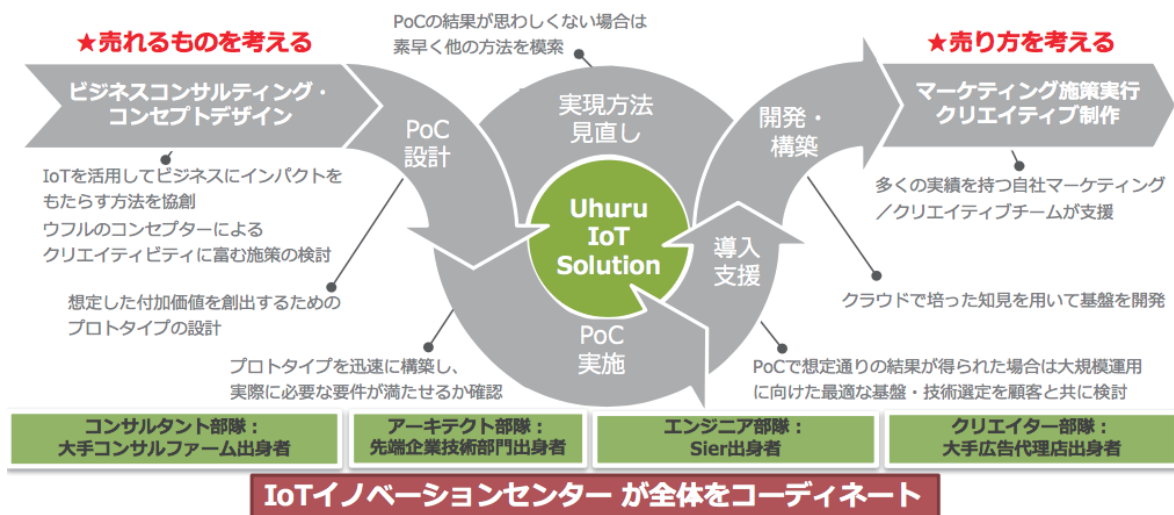 PoCの結果が思わしくない場合は
素早く他の方法を模索
★売れるものを考える
★売り方を考える
ビジネスコンサルティング・
コンセプトデザイン
PoC
設計
実現方法
見直し
開発・
構築
マーケティング施策実行
クリエイティブ制作
IoTを活用してビジネスにインパクトを
もたらす方法を協創
ウフルのコンセプターによる
クリエイティビティに富む施策の検討
多くの実績を持つ自社マーケティング
／クリエイティブチームが支援
Uhuru
IoT
Solution
導入
支援
想定した付加価値を創出するための
プロトタイプの設計
クラウドで培った知見を用いて基盤を開発
PoC
実施
プロトタイプを迅速に構築し、
実際に必要な要件が満たせるか確認
PoCで想定通りの結果が得られた場合は大規模運用
に向けた最適な基盤・技術選定を顧客と共に検討
コンサルタント部隊：
大手コンサルファーム出身者
アーキテクト部隊：
先端企業技術部門出身者
エンジニア部隊：
Sier出身者
クリエイター部隊：
大手広告代理店出身者
IoTイノベーションセンター が全体をコーディネート